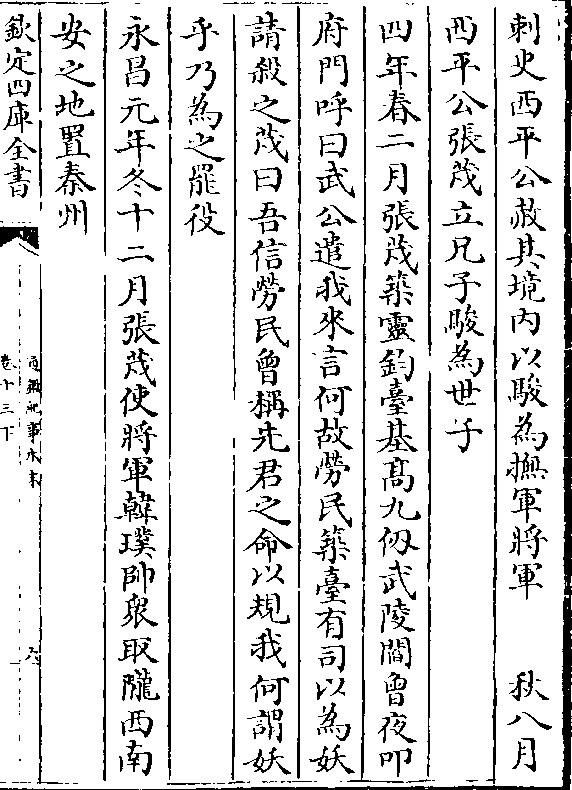 刺史西平公赦其境内以駿為撫軍將軍　秋八月
西平公張茂立兄子駿為世子
四年春二月張茂築靈鈞臺基髙九仭武陵閻曾夜叩
府門呼曰武公遣我來言何故勞民築臺有司以為妖
請殺之茂曰吾信勞民曾稱先君之命以規我何謂妖
乎乃為之罷役
永昌元年冬十二月張茂使將軍韓璞帥衆取隴西南
安之地置秦州
欽定四庫全書
通鑑紀事本末
卷十三下